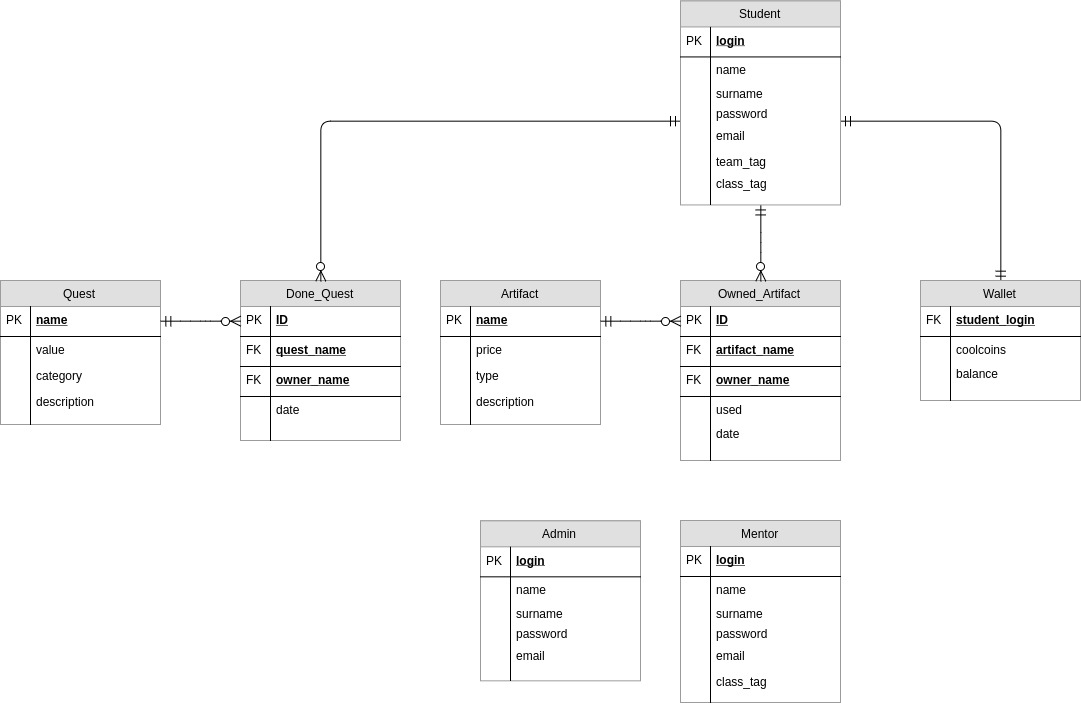 Student
PK login
name
surname
password
email
team_tag
class_tag
Quest
PK name
value
category
description
Done_Quest
PK ID
FK quest_name
FK owner_name
date
Artifact
PK name
price
type
description
Owned_Artifact
PK ID
FK artifact_name
FK owner_name
used
date
Wallet
FK student_login
coolcoins
balance
Admin
PK login
name
surname
password
email
Mentor
PK login
name
surname
password
email
class_tag